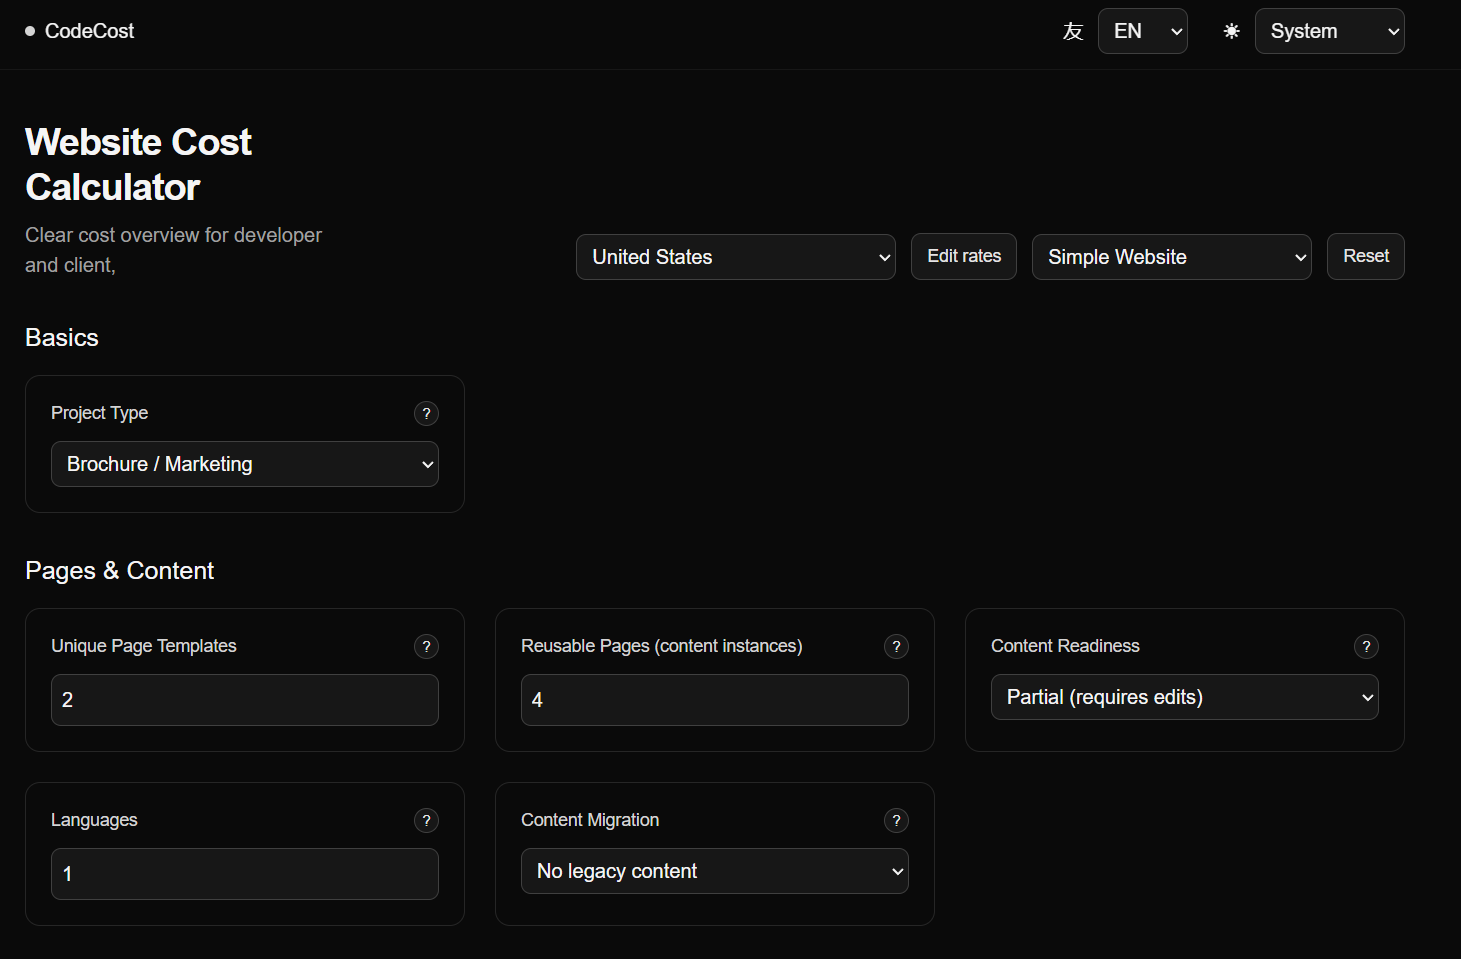 CodeCost
友
EN
System
Website Cost
Calculator
Clear cost overview for developer
and client,
United States
Edit rates
Simple Website
Reset
Basics
Project Type
?
Brochure / Marketing
Pages & Content
Unique Page Templates
?
2
Reusable Pages (content instances)
?
4
Content Readiness
?
Partial (requires edits)
Languages
?
1
Content Migration
?
No legacy content